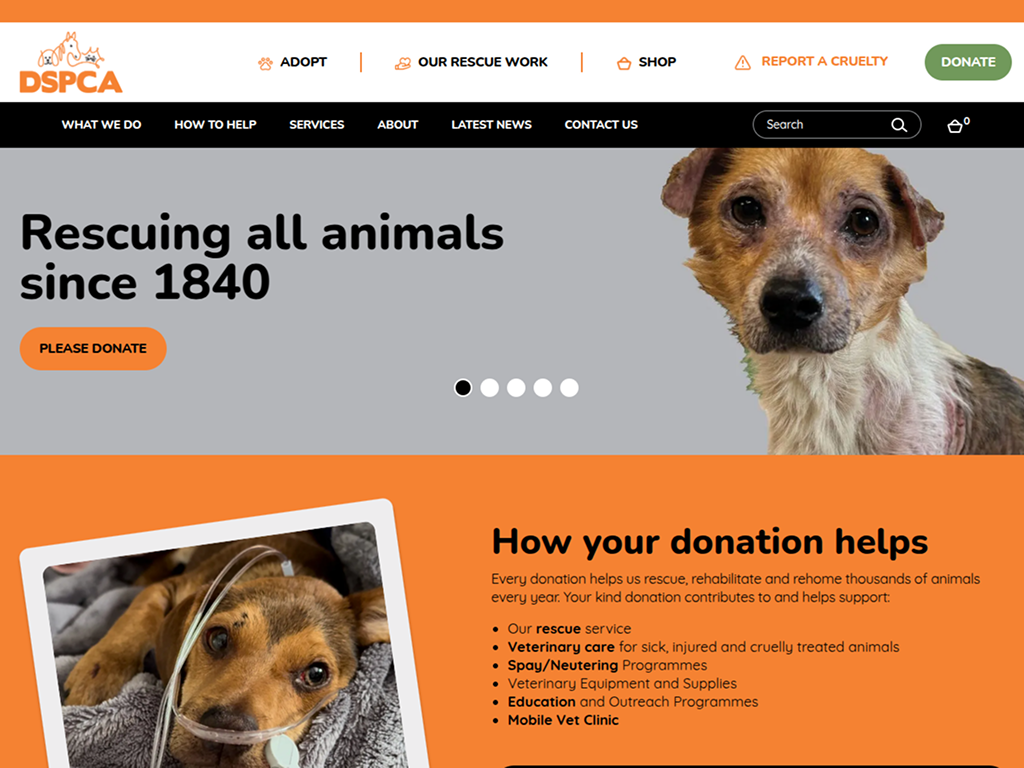 DSPCA
ADOPT
OUR RESCUE WORK
SHOP
REPORT A CRUELTY
DONATE
WHAT WE DO
HOW TO HELP
SERVICES
ABOUT
LATEST NEWS
CONTACT US
Search
0
Rescuing all animals
since 1840
PLEASE DONATE
How your donation helps
Every donation helps us rescue, rehabilitate and rehome thousands of animals
every year. Your kind donation contributes to and helps support:
Our rescue service
Veterinary care for sick, injured and cruelly treated animals
Spay/Neutering Programmes
Veterinary Equipment and Supplies
Education and Outreach Programmes
Mobile Vet Clinic